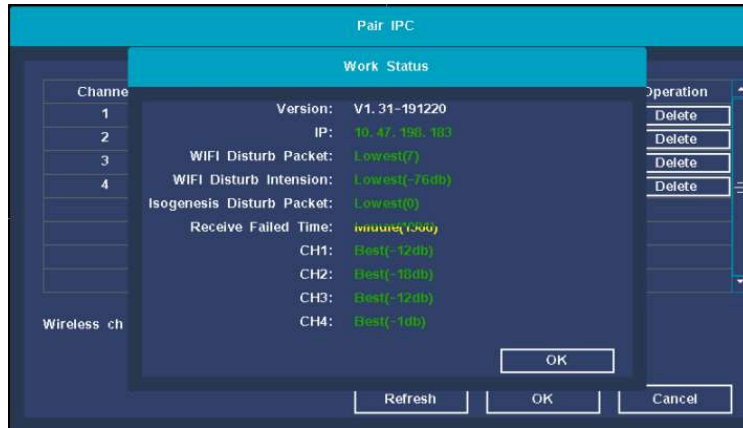 Pair IPC
Work Status
Channe
Operation
Version: V1.31-191220
1 Delete
IP: 10.47.198.183
2 Delete
WIFI Disturb Packet: Lowest(7)
3 Delete
WIFI Disturb Intension: Lowest(-76db)
4 Delete
Isogenesis Disturb Packet: Lowest(0)
Receive Failed Time:
CH1: Best(-12db)
CH2: Best(-18db)
CH3: Best(-12db)
CH4: Best(-1db)
Wireless ch
OK
Refresh OK Cancel